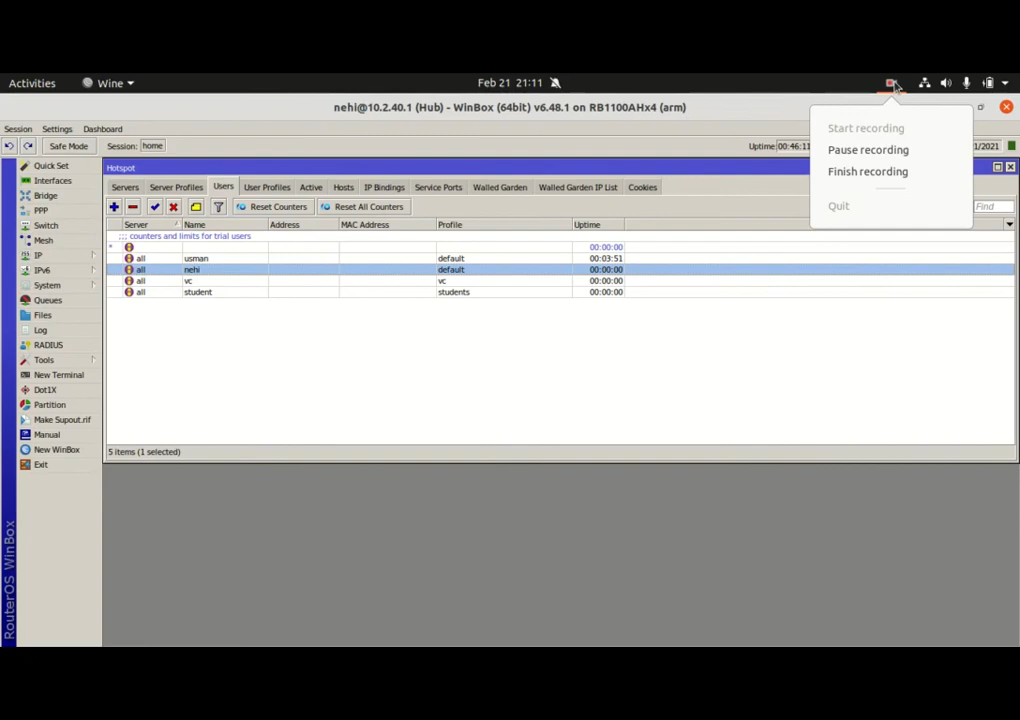 Activities Wine Feb 21 21:11
nehi@10.2.40.1 (Hub) - WinBox (64bit) v6.48.1 on RB1100AHx4 (arm)
Start recording
Pause recording
Finish recording
Quit
Session Settings Dashboard
Safe Mode Session: home Uptime: 00:46:11 1/2021
Quick Set
Interfaces
Bridge
PPP
Switch
Mesh
IP
IPv6
System
Queues
Files
Log
RADIUS
Tools
New Terminal
Dot1X
Partition
Make Supout.rif
Manual
New WinBox
Exit
RouterOS WinBox
Hotspot
Servers Server Profiles Users User Profiles Active Hosts IP Bindings Service Ports Walled Garden Walled Garden IP List Cookies
Reset Counters Reset All Counters Find
Server Name Address MAC Address Profile Uptime
;;; counters and limits for trial users
* 00:00:00
all usman default 00:03:51
all nehi default 00:00:00
all vc vc 00:00:00
all student students 00:00:00
5 items (1 selected)